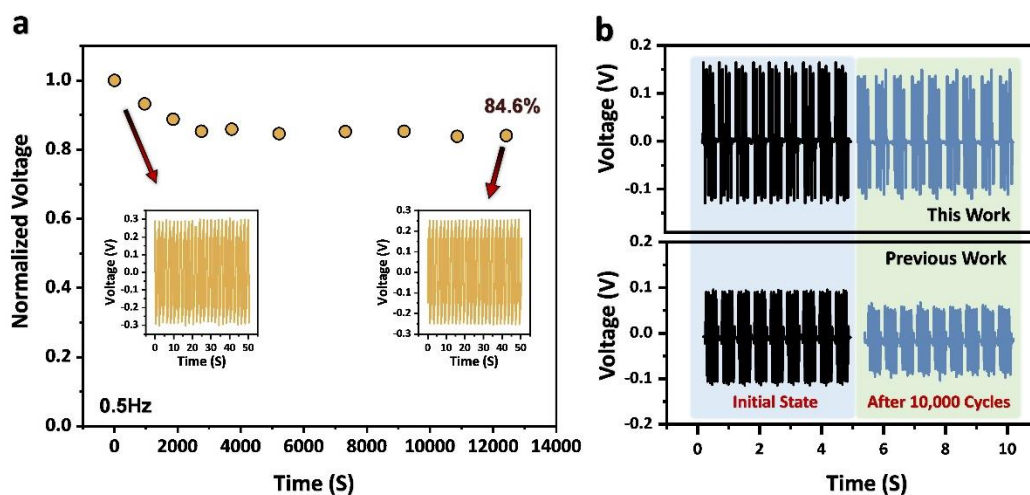 a
Normalized Voltage
1.0
0.8
0.6
0.4
0.2
0.0
84.6%
Voltage (V)
0.3
0.2
0.1
0.0
-0.1
-0.2
-0.3
0 10 20 30 40 50
Time (S)
Voltage (V)
0.3
0.2
0.1
0.0
-0.1
-0.2
-0.3
0 10 20 30 40 50
Time (S)
0.5Hz
0 2000 4000 6000 8000 10000 12000 14000
Time (S)
b
Voltage (V)
0.2
0.1
0.0
-0.1
This Work
Voltage (V)
0.2
0.1
0.0
-0.1
-0.2
Previous Work
Initial State
After 10,000 Cycles
0 2 4 6 8 10
Time (S)